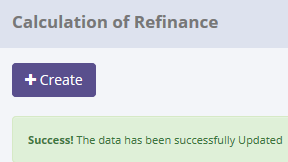 Calculation of Refinance
+ Create
Success! The data has been successfully Updated